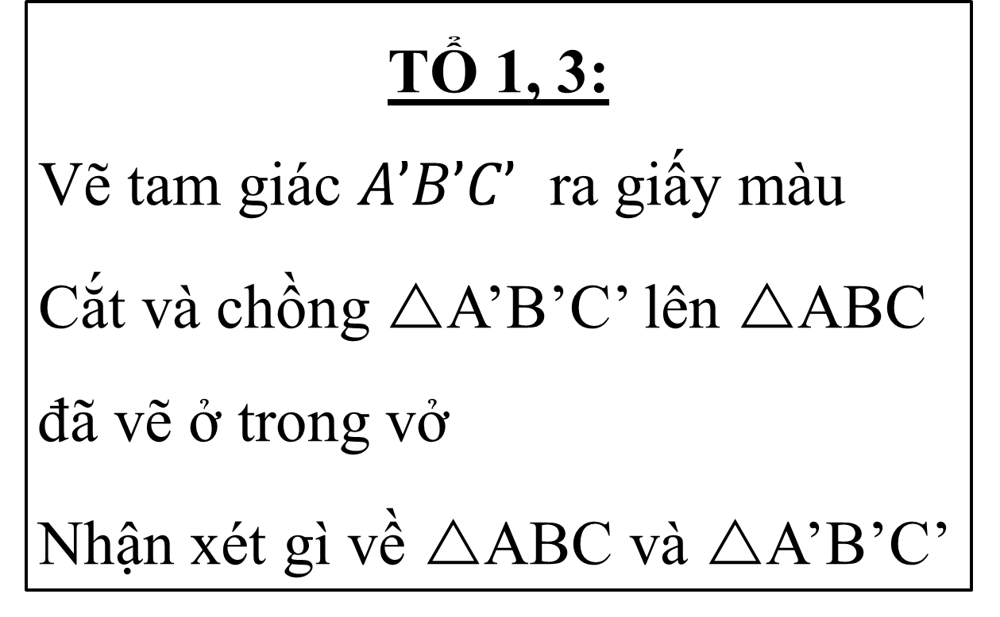 TỔ 1, 3:
Vẽ tam giác A’B’C’ ra giấy màu
Cắt và chồng △A’B’C’ lên △ABC
đã vẽ ở trong vở
Nhận xét gì về △ABC và △A’B’C’